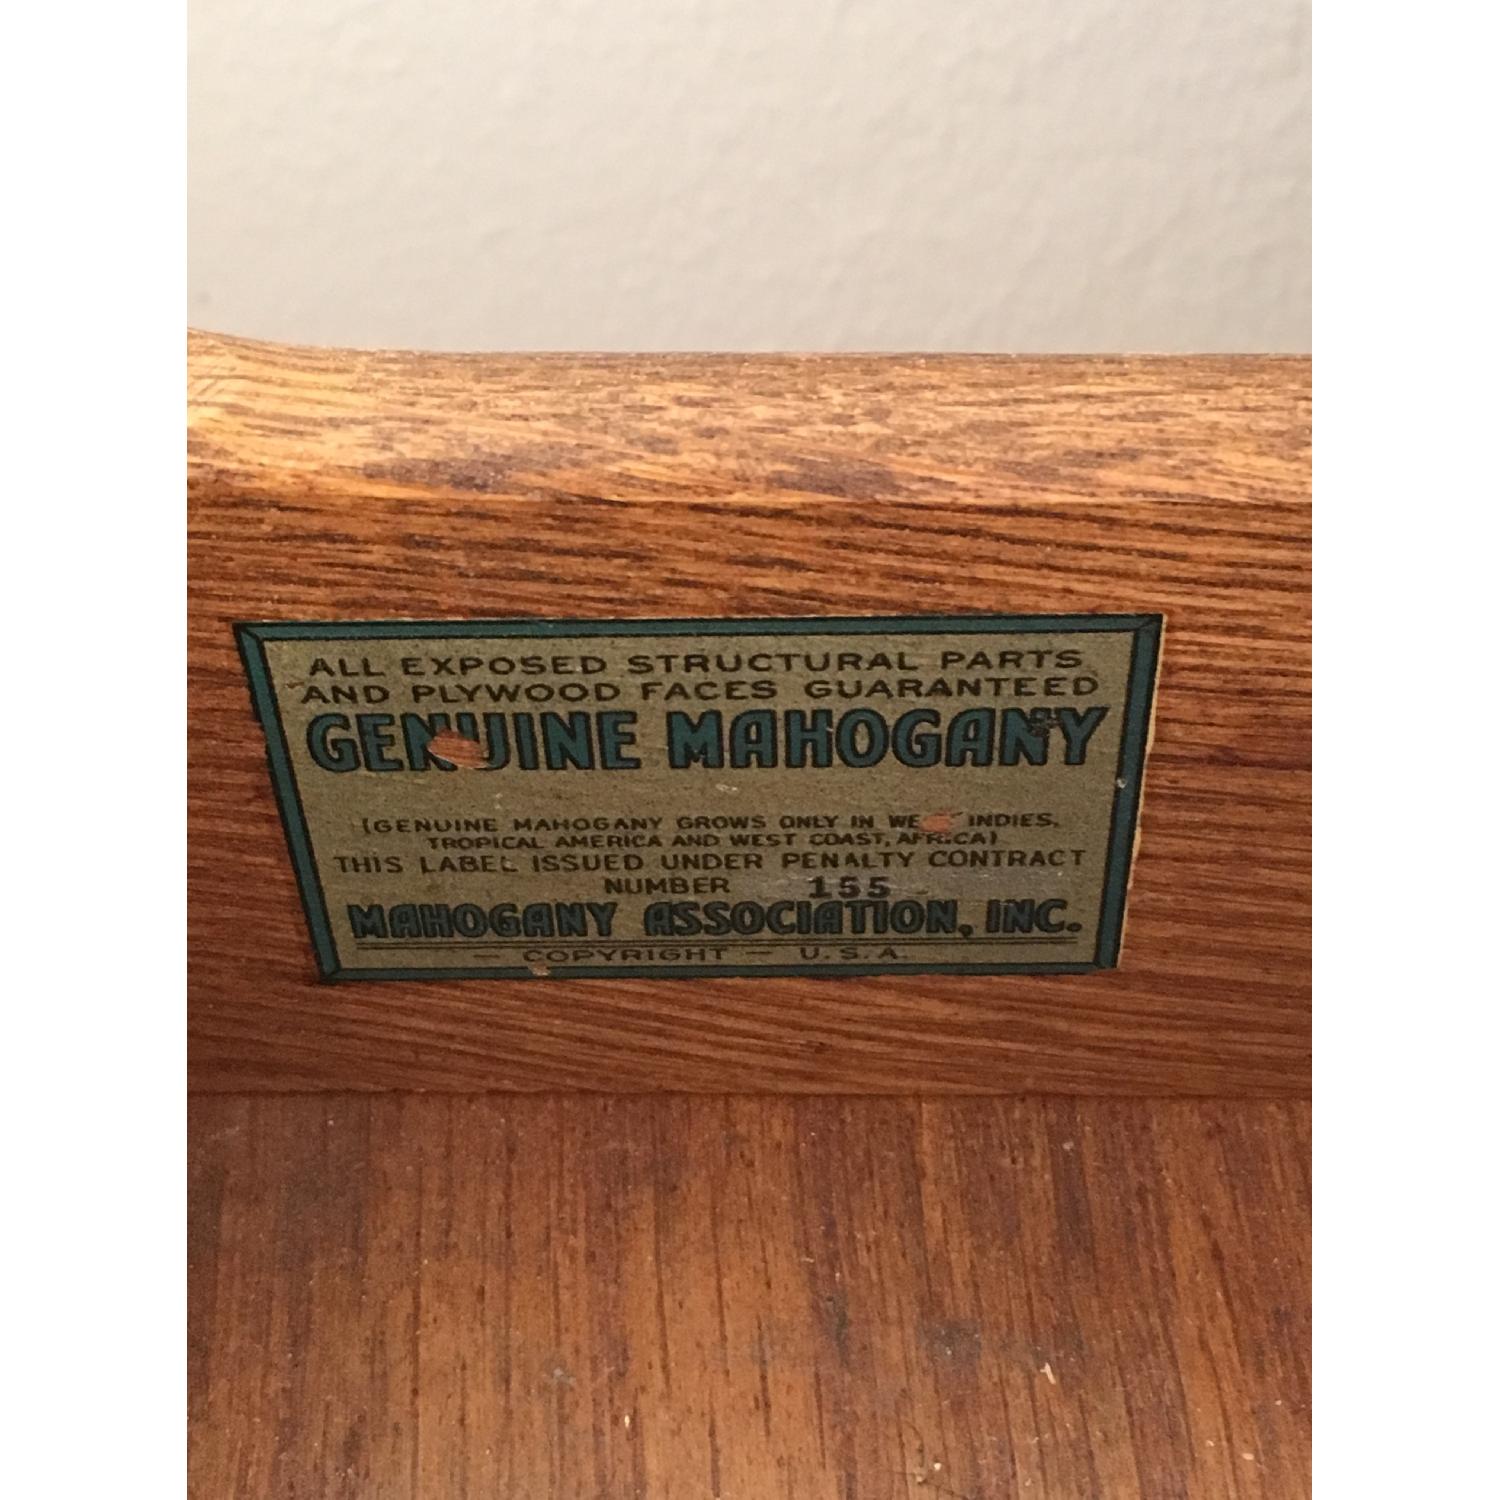 ALL EXPOSED STRUCTURAL PARTS
AND PLYWOOD FACES GUARANTEED
GENUINE MAHOGANY
(GENUINE MAHOGANY GROWS ONLY IN WE INDIES,
TROPICAL AMERICA AND WEST COAST, AFRICA)
THIS LABEL ISSUED UNDER PENALTY CONTRACT
NUMBER 155
MAHOGANY ASSOCIATION, INC.
— COPYRIGHT — U.S.A.